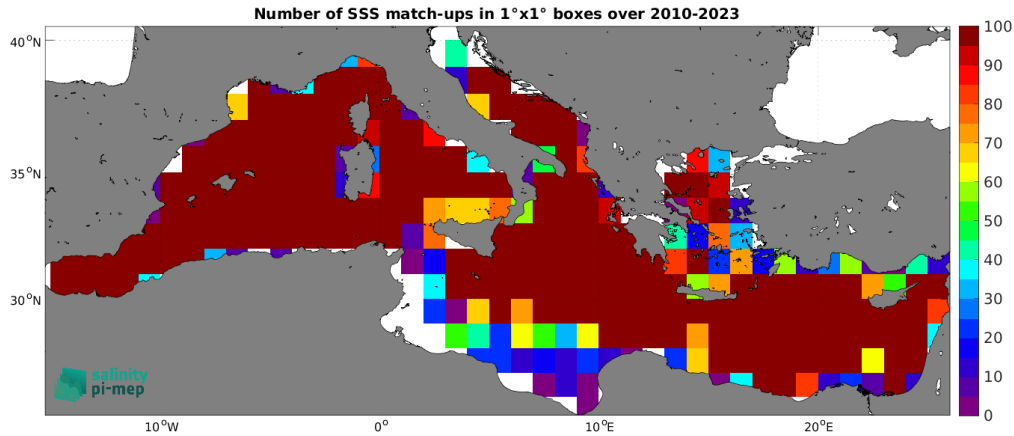 Number of SSS match-ups in 1°x1° boxes over 2010-2023
40°N
35°N
30°N
10°W
0°
10°E
20°E
100
90
80
70
60
50
40
30
20
10
0
salinity
pi-mep